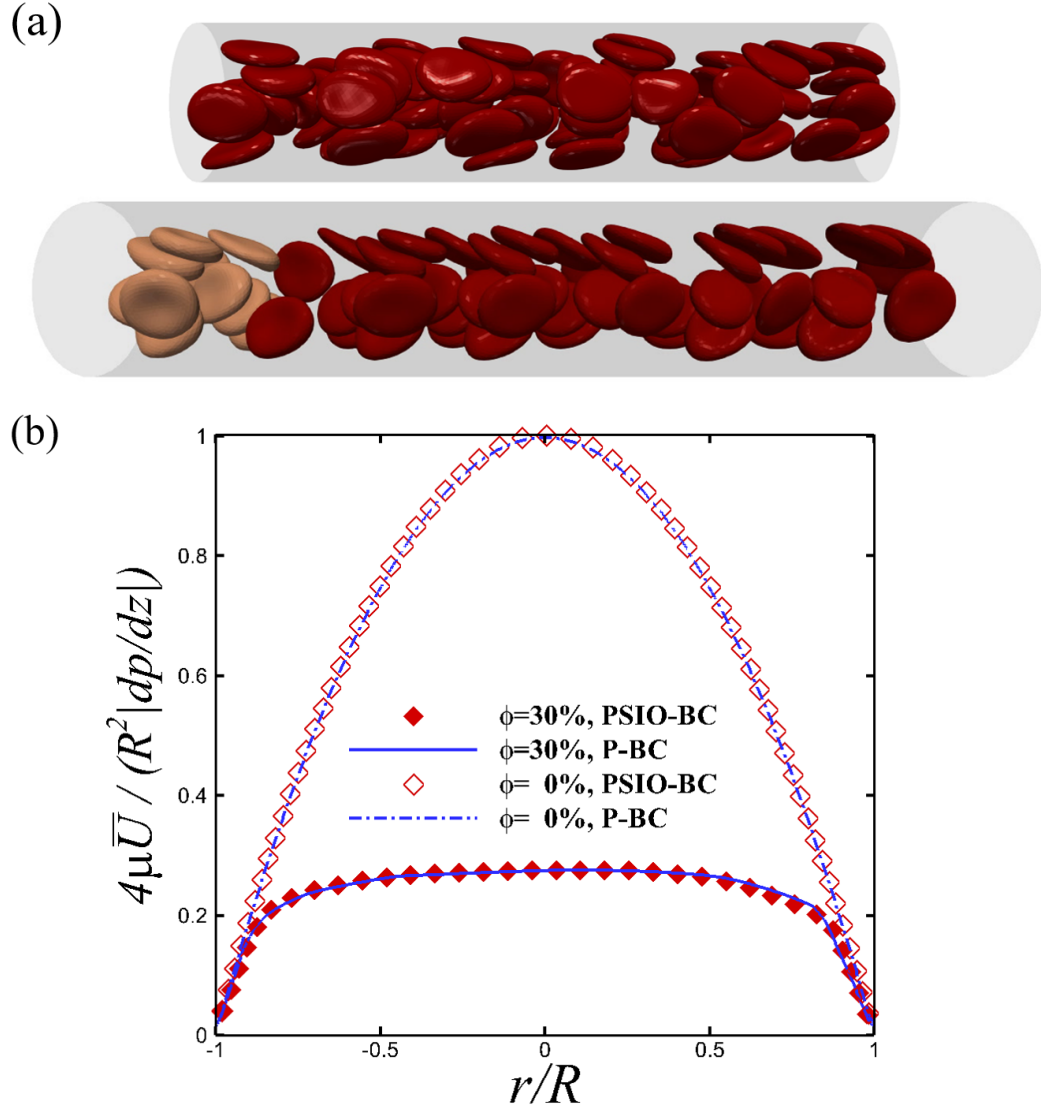 (a)
(b)
4μU̅ / (R²|dp/dz|)
1
0.8
0.6
0.4
0.2
0
ϕ=30%, PSIO-BC
ϕ=30%, P-BC
ϕ= 0%, PSIO-BC
ϕ= 0%, P-BC
-1 -0.5 0 0.5 1
r/R